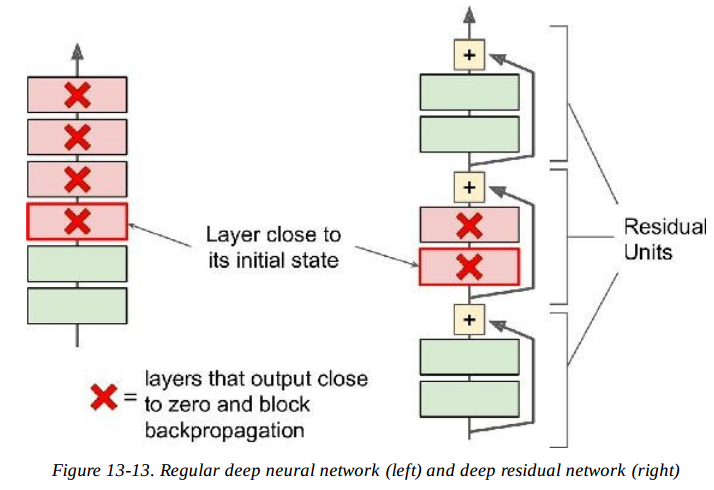 +
+
Layer close to
its initial state
Residual
Units
+
= layers that output close
to zero and block
backpropagation
Figure 13-13. Regular deep neural network (left) and deep residual network (right)